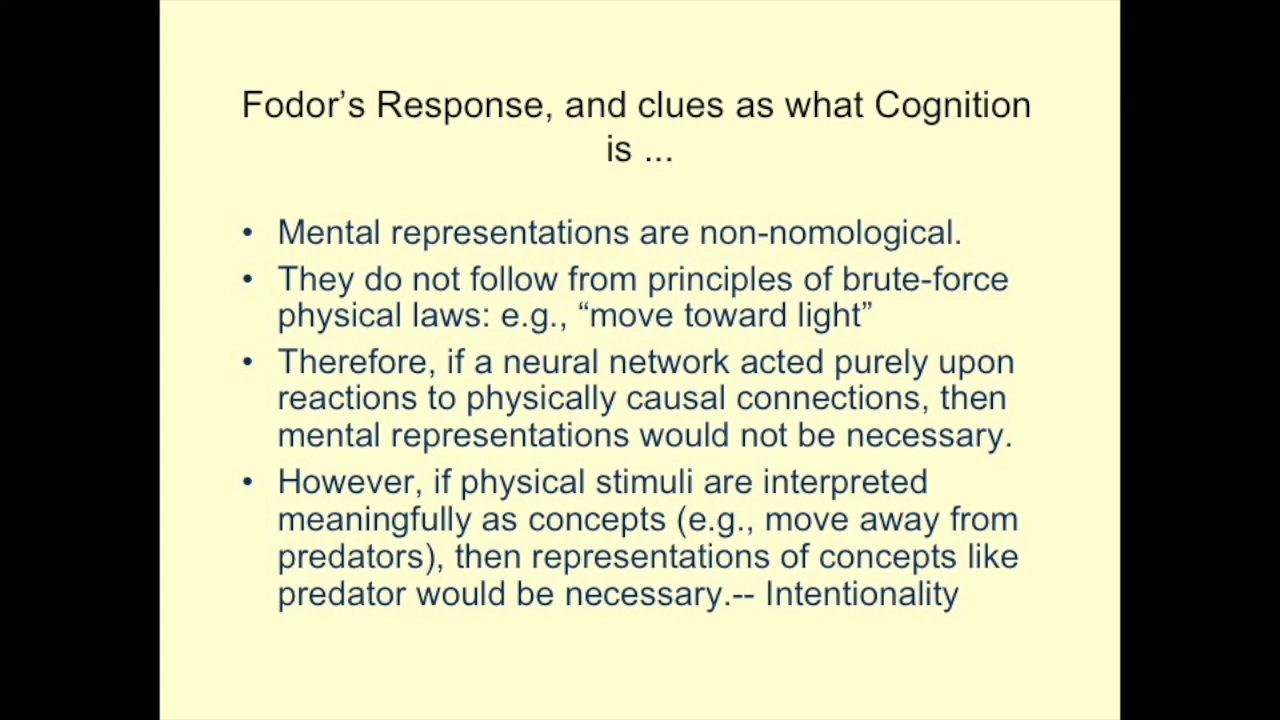 Fodor’s Response, and clues as what Cognition
is ...
• Mental representations are non-nomological.
• They do not follow from principles of brute-force
physical laws: e.g., “move toward light”
• Therefore, if a neural network acted purely upon
reactions to physically causal connections, then
mental representations would not be necessary.
• However, if physical stimuli are interpreted
meaningfully as concepts (e.g., move away from
predators), then representations of concepts like
predator would be necessary.-- Intentionality